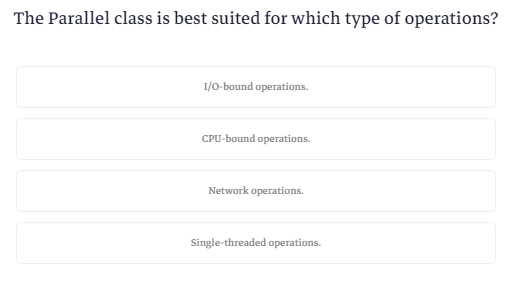 The Parallel class is best suited for which type of operations?
I/O-bound operations.
CPU-bound operations.
Network operations.
Single-threaded operations.